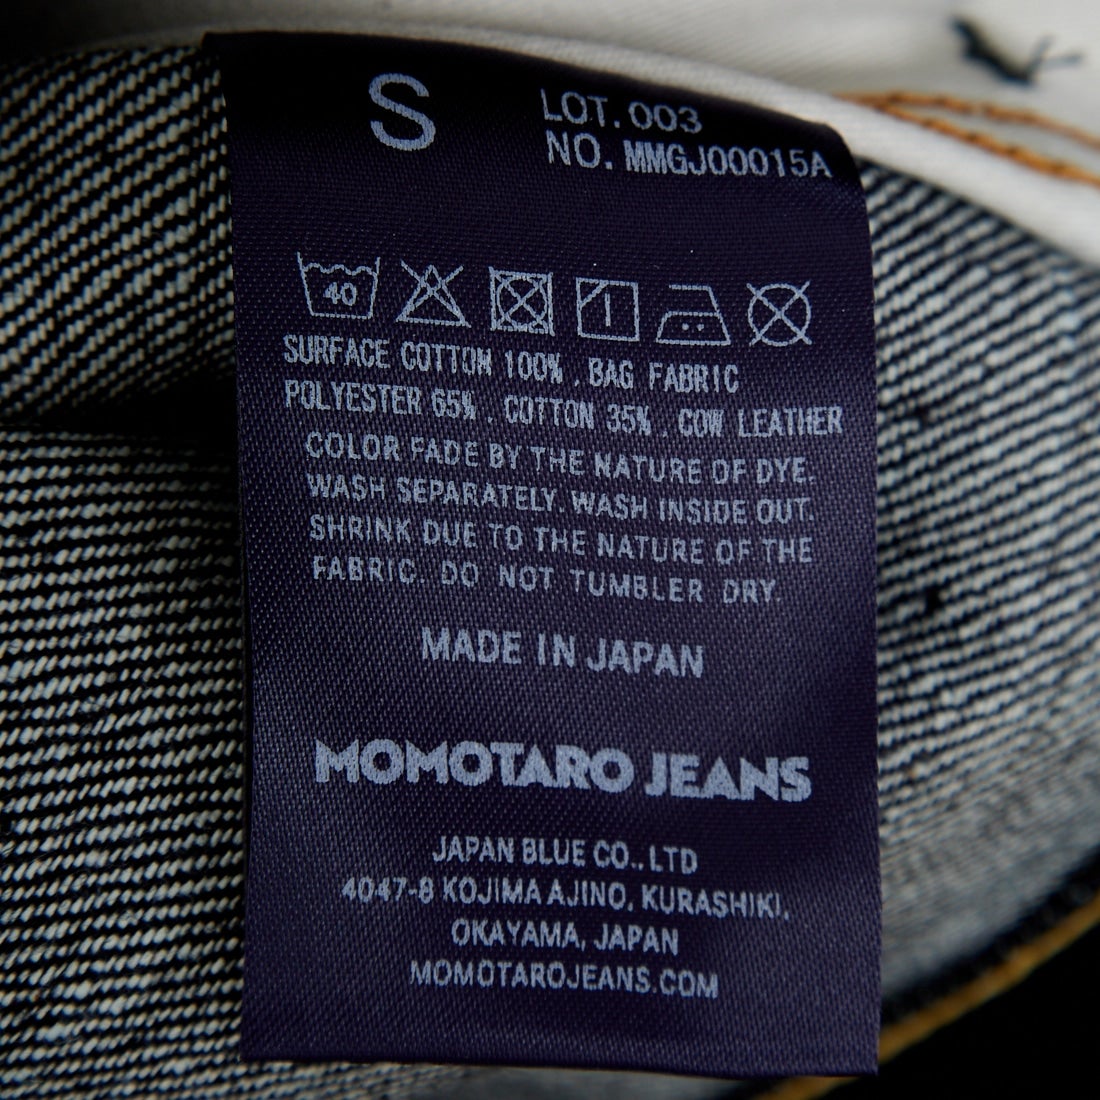 S
LOT. 003
NO. MMGJ00015A
40
SURFACE COTTON 100% . BAG FABRIC
POLYESTER 65% . COTTON 35% . COW LEATHER
COLOR FADE BY THE NATURE OF DYE.
WASH SEPARATELY. WASH INSIDE OUT.
SHRINK DUE TO THE NATURE OF THE
FABRIC. DO NOT TUMBLER DRY.
MADE IN JAPAN
MOMOTARO JEANS
JAPAN BLUE CO., LTD
4047-8 KOJIMA AJINO, KURASHIKI,
OKAYAMA, JAPAN
MOMOTAROJEANS.COM